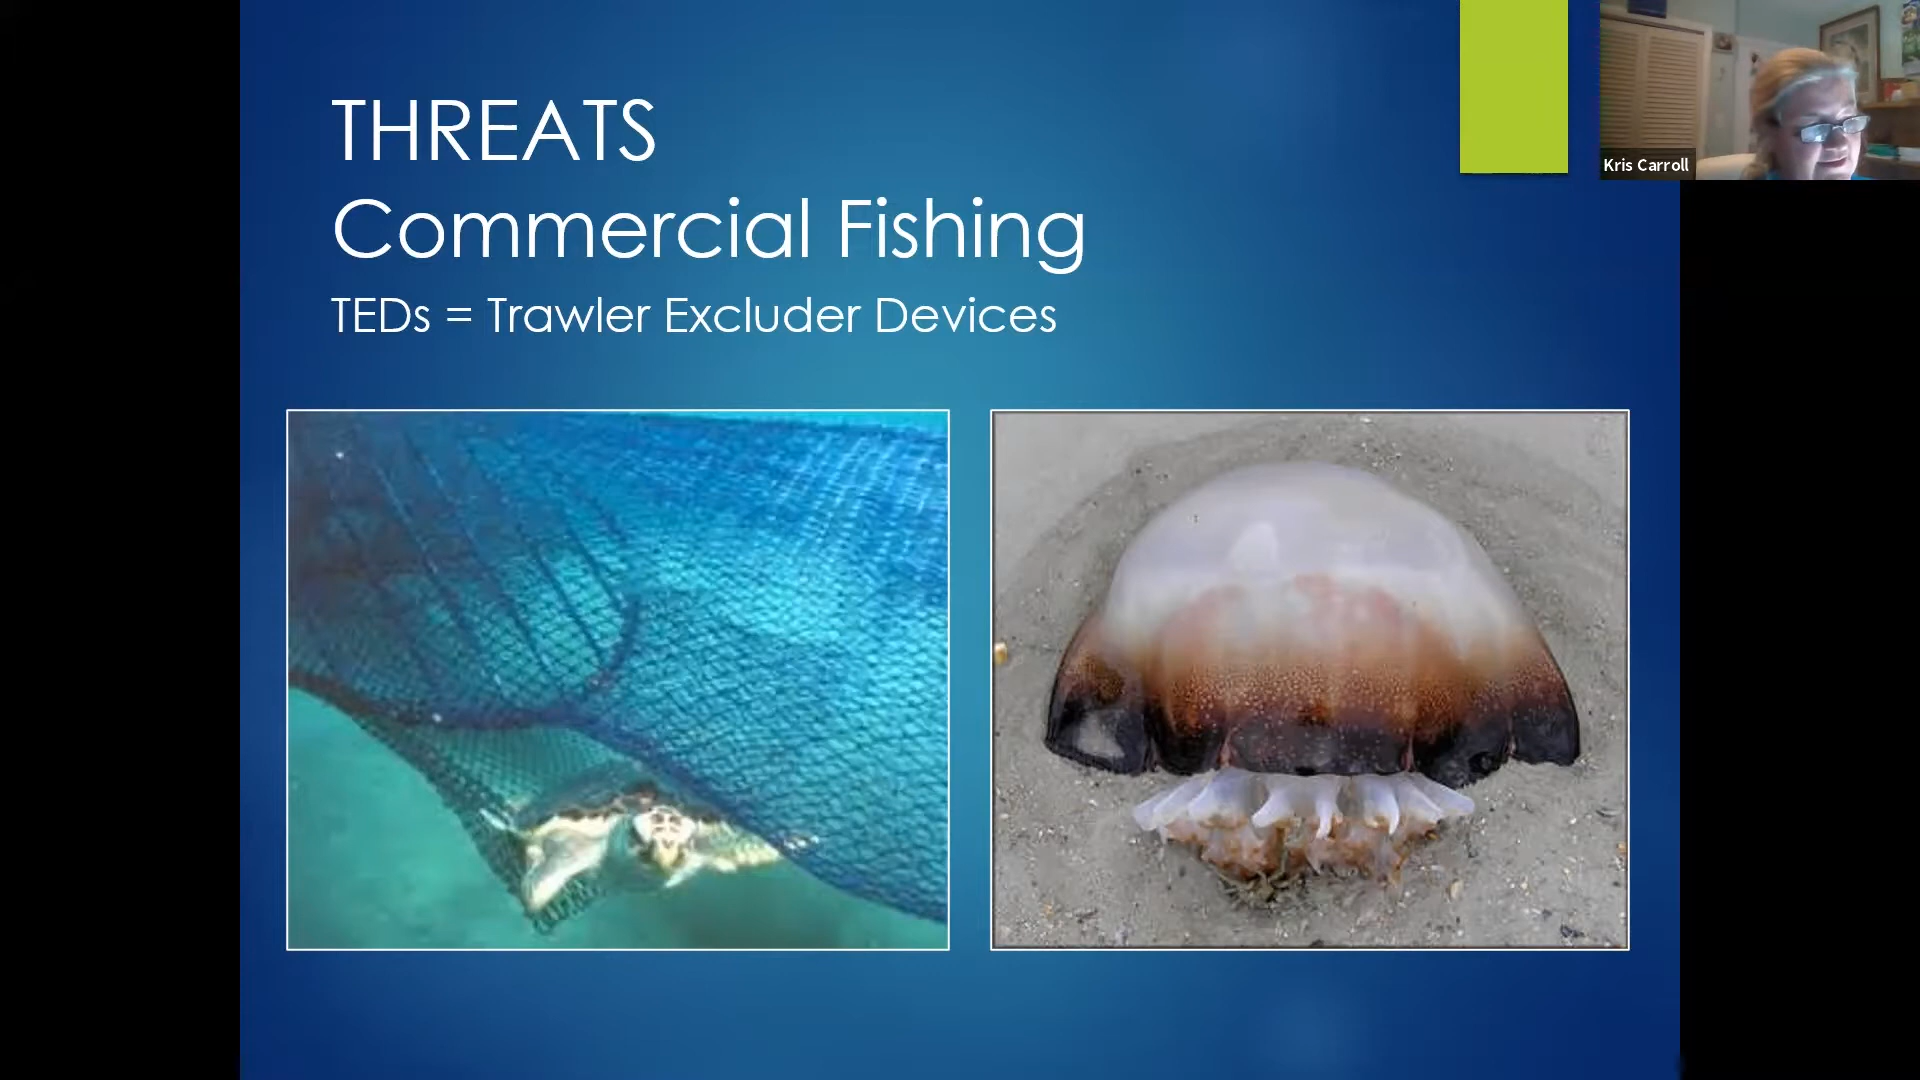 THREATS
Commercial Fishing
TEDs = Trawler Excluder Devices
Kris Carroll